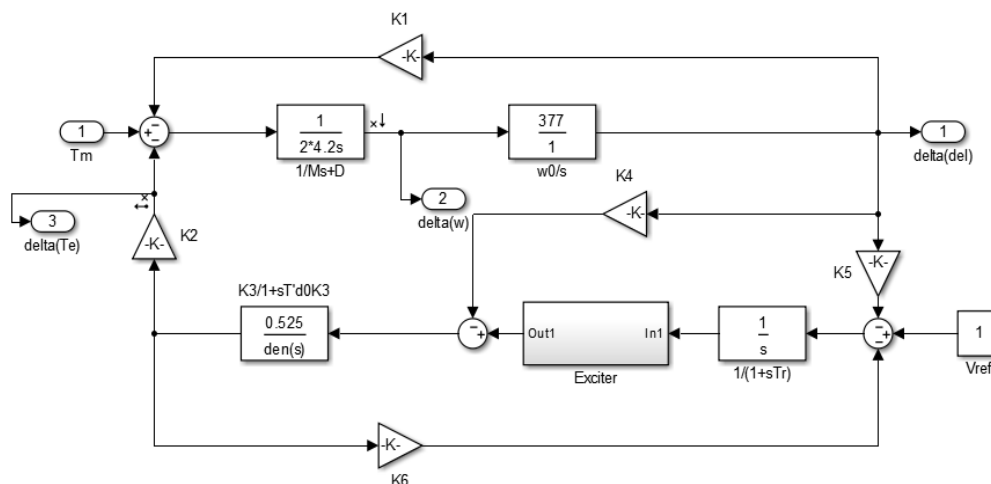 K1
-K-
1
Tm
+
-
-
1
2*4.2s
1/Ms+D
377
1
w0/s
1
delta(del)
K4
-K-
2
delta(w)
3
delta(Te)
-K-
K2
K5
-K-
K3/1+sT'd0K3
0.525
den(s)
-
+
Out1
In1
Exciter
1
s
1/(1+sTr)
-
+
-
1
Vref
-K-
K6